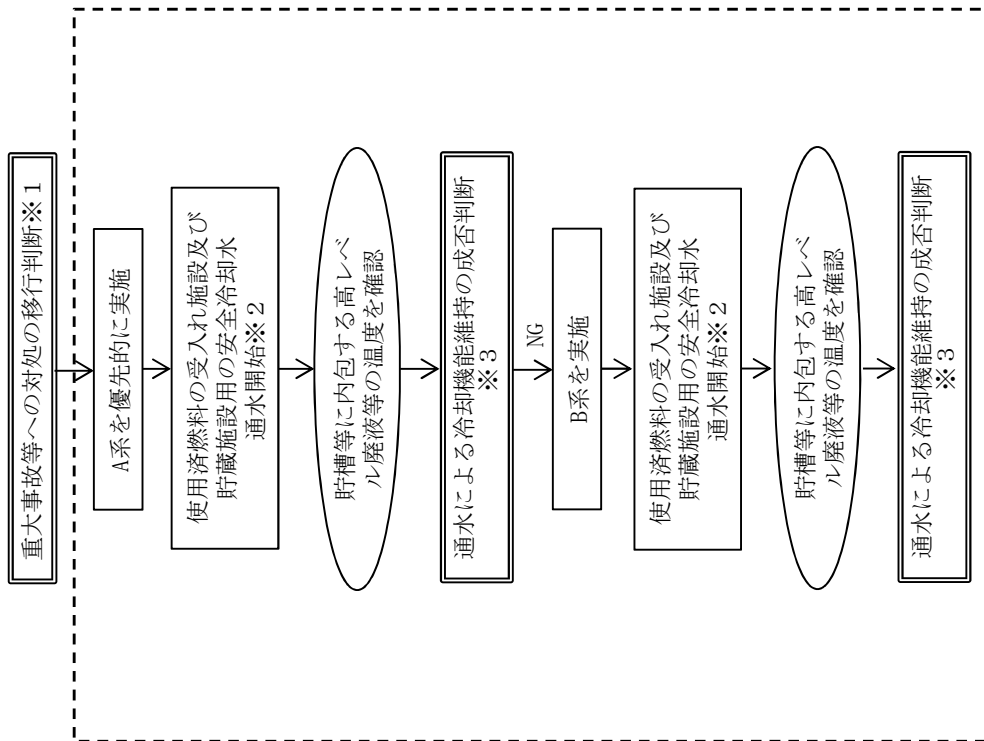 重大事故等への対処の移行判断※１
A系を優先的に実施
使用済燃料の受入れ施設及び
貯蔵施設用の安全冷却水
通水開始※２
貯槽等に内包する高レベ
ル廃液等の温度を確認
通水による冷却機能維持の成否判断
※３
NG
B系を実施
使用済燃料の受入れ施設及び
貯蔵施設用の安全冷却水
通水開始※２
貯槽等に内包する高レベ
ル廃液等の温度を確認
通水による冷却機能維持の成否判断
※３